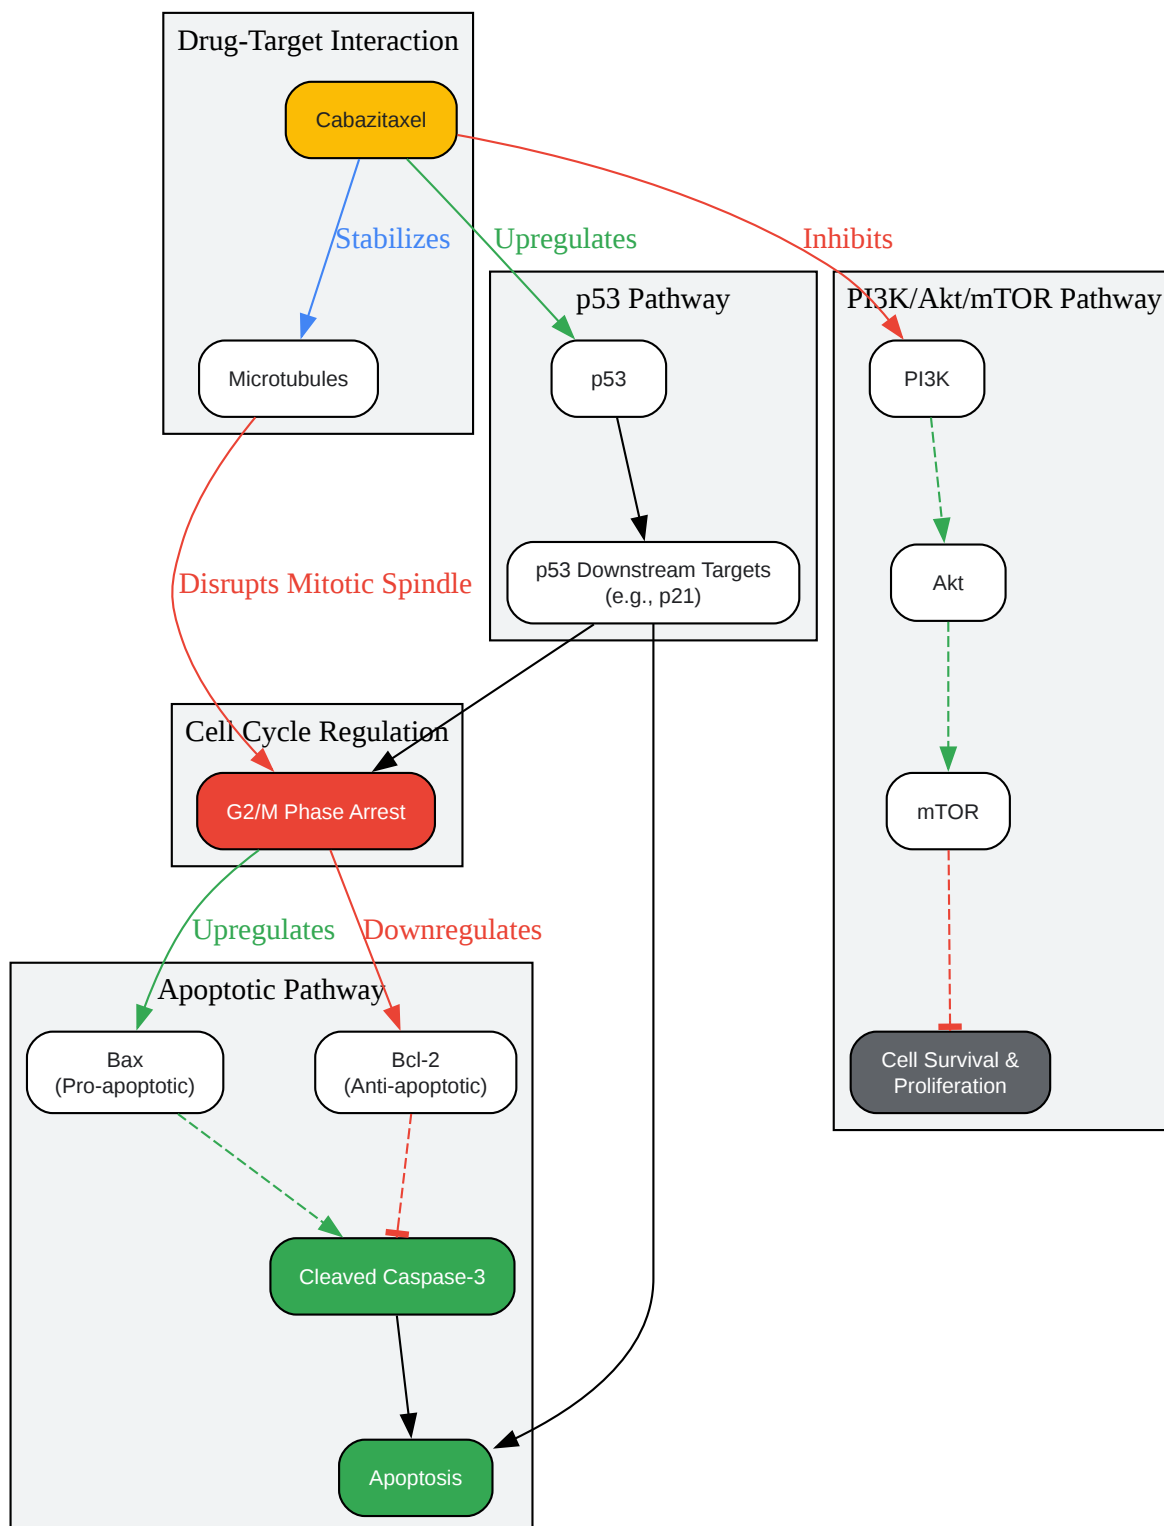 Drug-Target Interaction
Cabazitaxel
Stabilizes
Upregulates
Inhibits
p53 Pathway
PI3K/Akt/mTOR Pathway
Microtubules
p53
PI3K
p53 Downstream Targets
(e.g., p21)
Akt
Disrupts Mitotic Spindle
Cell Cycle Regulation
G2/M Phase Arrest
mTOR
Upregulates
Downregulates
Apoptotic Pathway
Bax
(Pro-apoptotic)
Bcl-2
(Anti-apoptotic)
Cell Survival &
Proliferation
Cleaved Caspase-3
Apoptosis